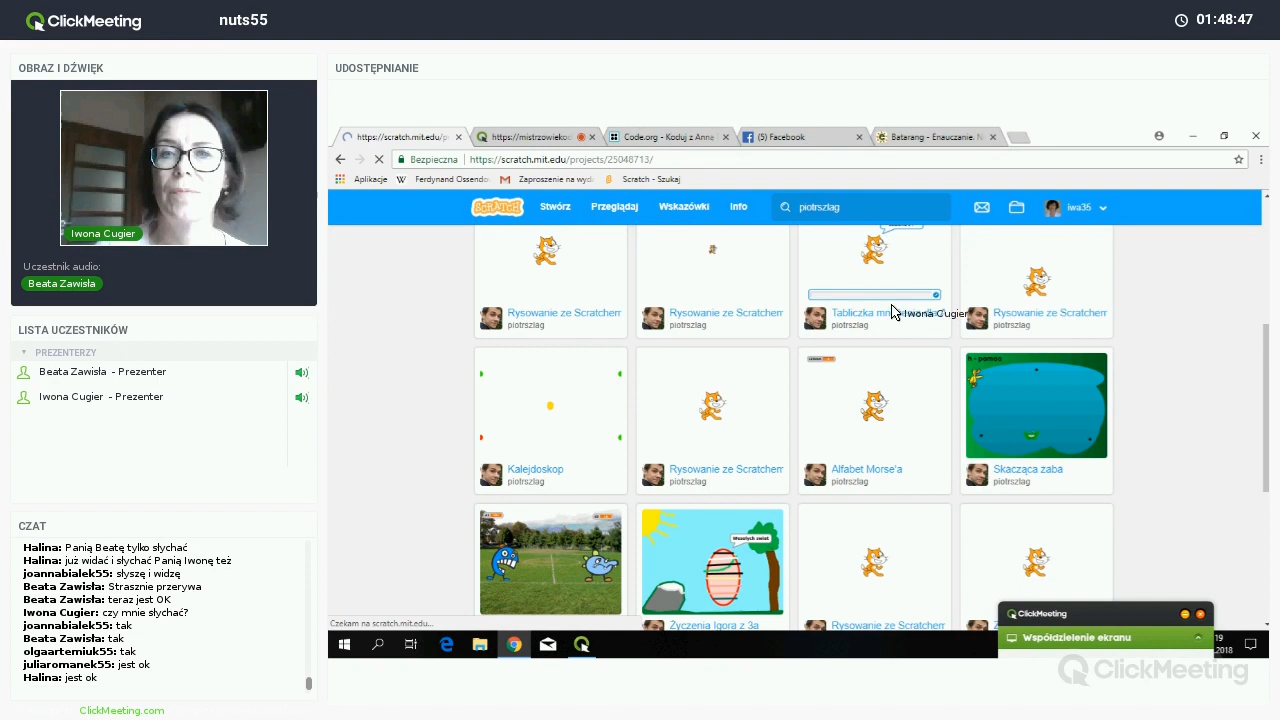 ClickMeeting
nuts55
01:48:47
OBRAZ I DŹWIĘK
Iwona Cugier
Uczestnik audio:
Beata Zawisła
LISTA UCZESTNIKÓW
PREZENTERZY
Beata Zawisła - Prezenter
Iwona Cugier - Prezenter
CZAT
Halina: Panią Beatę tylko słychać
Halina: już widać i słychać Panią Iwonę też
joannabialek55: słyszę i widzę
Beata Zawisła: Strasznie przerywa
Beata Zawisła: teraz jest OK
Iwona Cugier: czy mnie słychać?
joannabialek55: tak
Beata Zawisła: tak
olgaartemiuk55: tak
juliaromanek55: jest ok
Halina: jest ok
ClickMeeting.com
UDOSTĘPNIANIE
https://scratch.mit.edu/p
https://mistrzowieko
Code.org - Koduj z Anną
(5) Facebook
Batarang - Enauczanie. N
Bezpieczna
https://scratch.mit.edu/projects/25048713/
Aplikacje
Ferdynand Ossendo
Zaproszenie na wyd
Scratch - Szukaj
SCRATCH
Stwórz
Przeglądaj
Wskazówki
Info
piotrszlag
iwa35
Rysowanie ze Scratchem
piotrszlag
Rysowanie ze Scratchem
piotrszlag
Tabliczka
piotrszlag
Iwona Cugier
Rysowanie ze Scratchem
piotrszlag
Kalejdoskop
piotrszlag
Rysowanie ze Scratchem
piotrszlag
Alfabet Morse'a
piotrszlag
h - pomoc
Skacząca żaba
piotrszlag
Wesołych świąt
Życzenia Igora z 3a
Rysowanie ze Scratchem
Czekam na scratch.mit.edu...
ClickMeeting
Współdzielenie ekranu
19
.2018
ClickMeeting